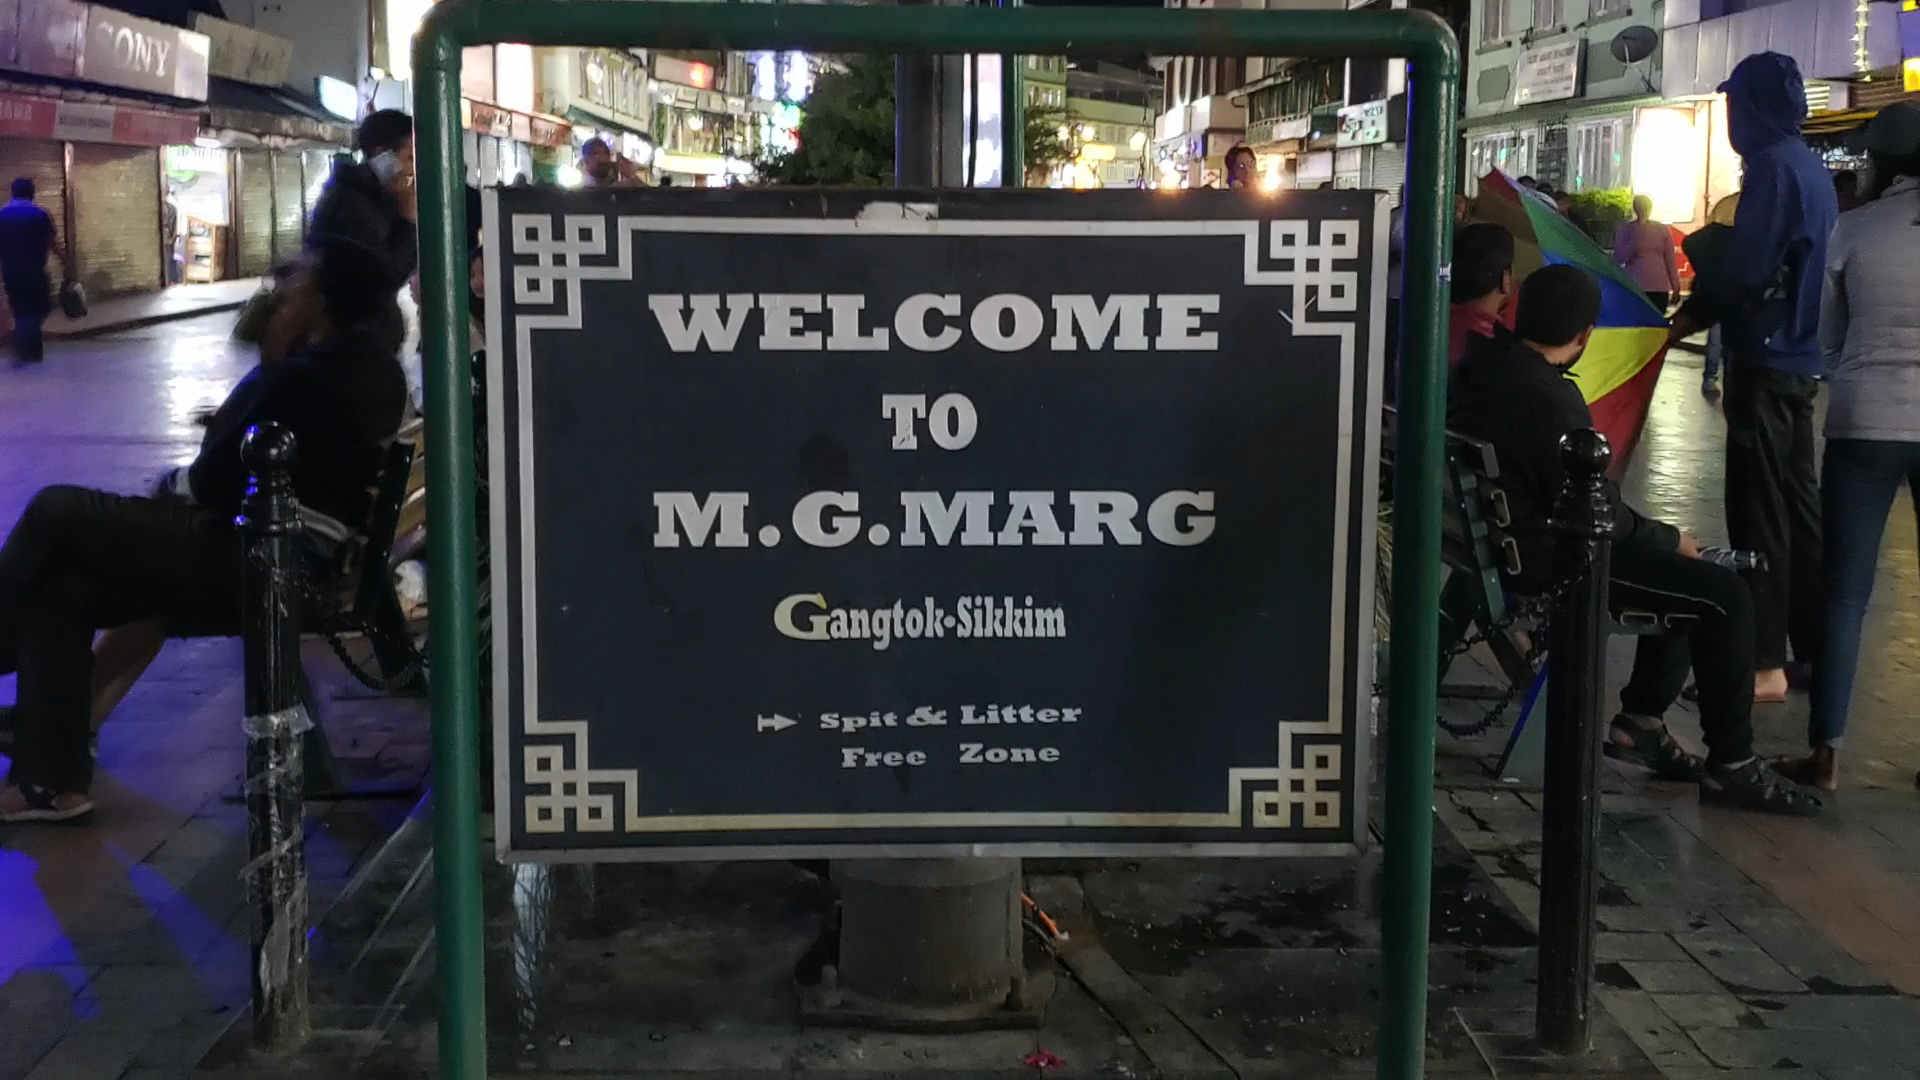 SONY
WELCOME
TO
M.G.MARG
Gangtok-Sikkim
Spit & Litter
Free Zone